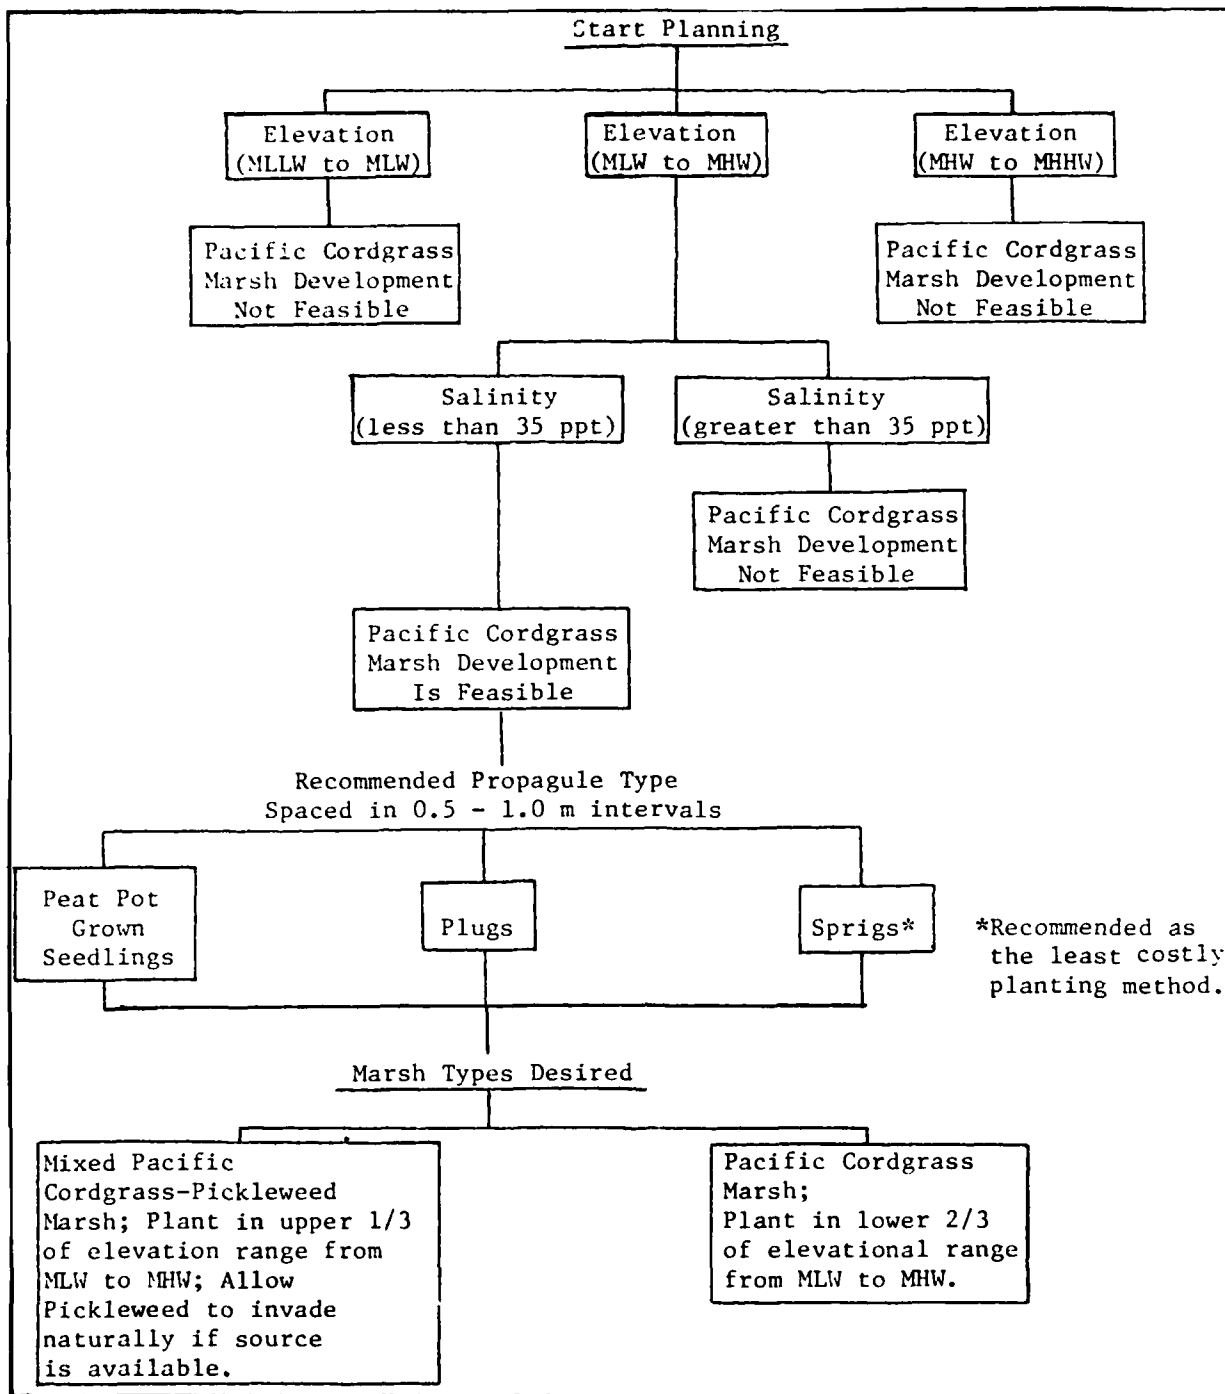 Start Planning
Elevation
(MLLW to MLW)
Elevation
(MLW to MHW)
Elevation
(MHW to MHHW)
Pacific Cordgrass
Marsh Development
Not Feasible
Pacific Cordgrass
Marsh Development
Not Feasible
Salinity
(less than 35 ppt)
Salinity
(greater than 35 ppt)
Pacific Cordgrass
Marsh Development
Not Feasible
Pacific Cordgrass
Marsh Development
Is Feasible
Recommended Propagule Type
Spaced in 0.5 - 1.0 m intervals
Peat Pot
Grown
Seedlings
Plugs
Sprigs*
*Recommended as
the least costly
planting method.
Marsh Types Desired
Mixed Pacific
Cordgrass-Pickleweed
Marsh; Plant in upper 1/3
of elevation range from
MLW to MHW; Allow
Pickleweed to invade
naturally if source
is available.
Pacific Cordgrass
Marsh;
Plant in lower 2/3
of elevational range
from MLW to MHW.